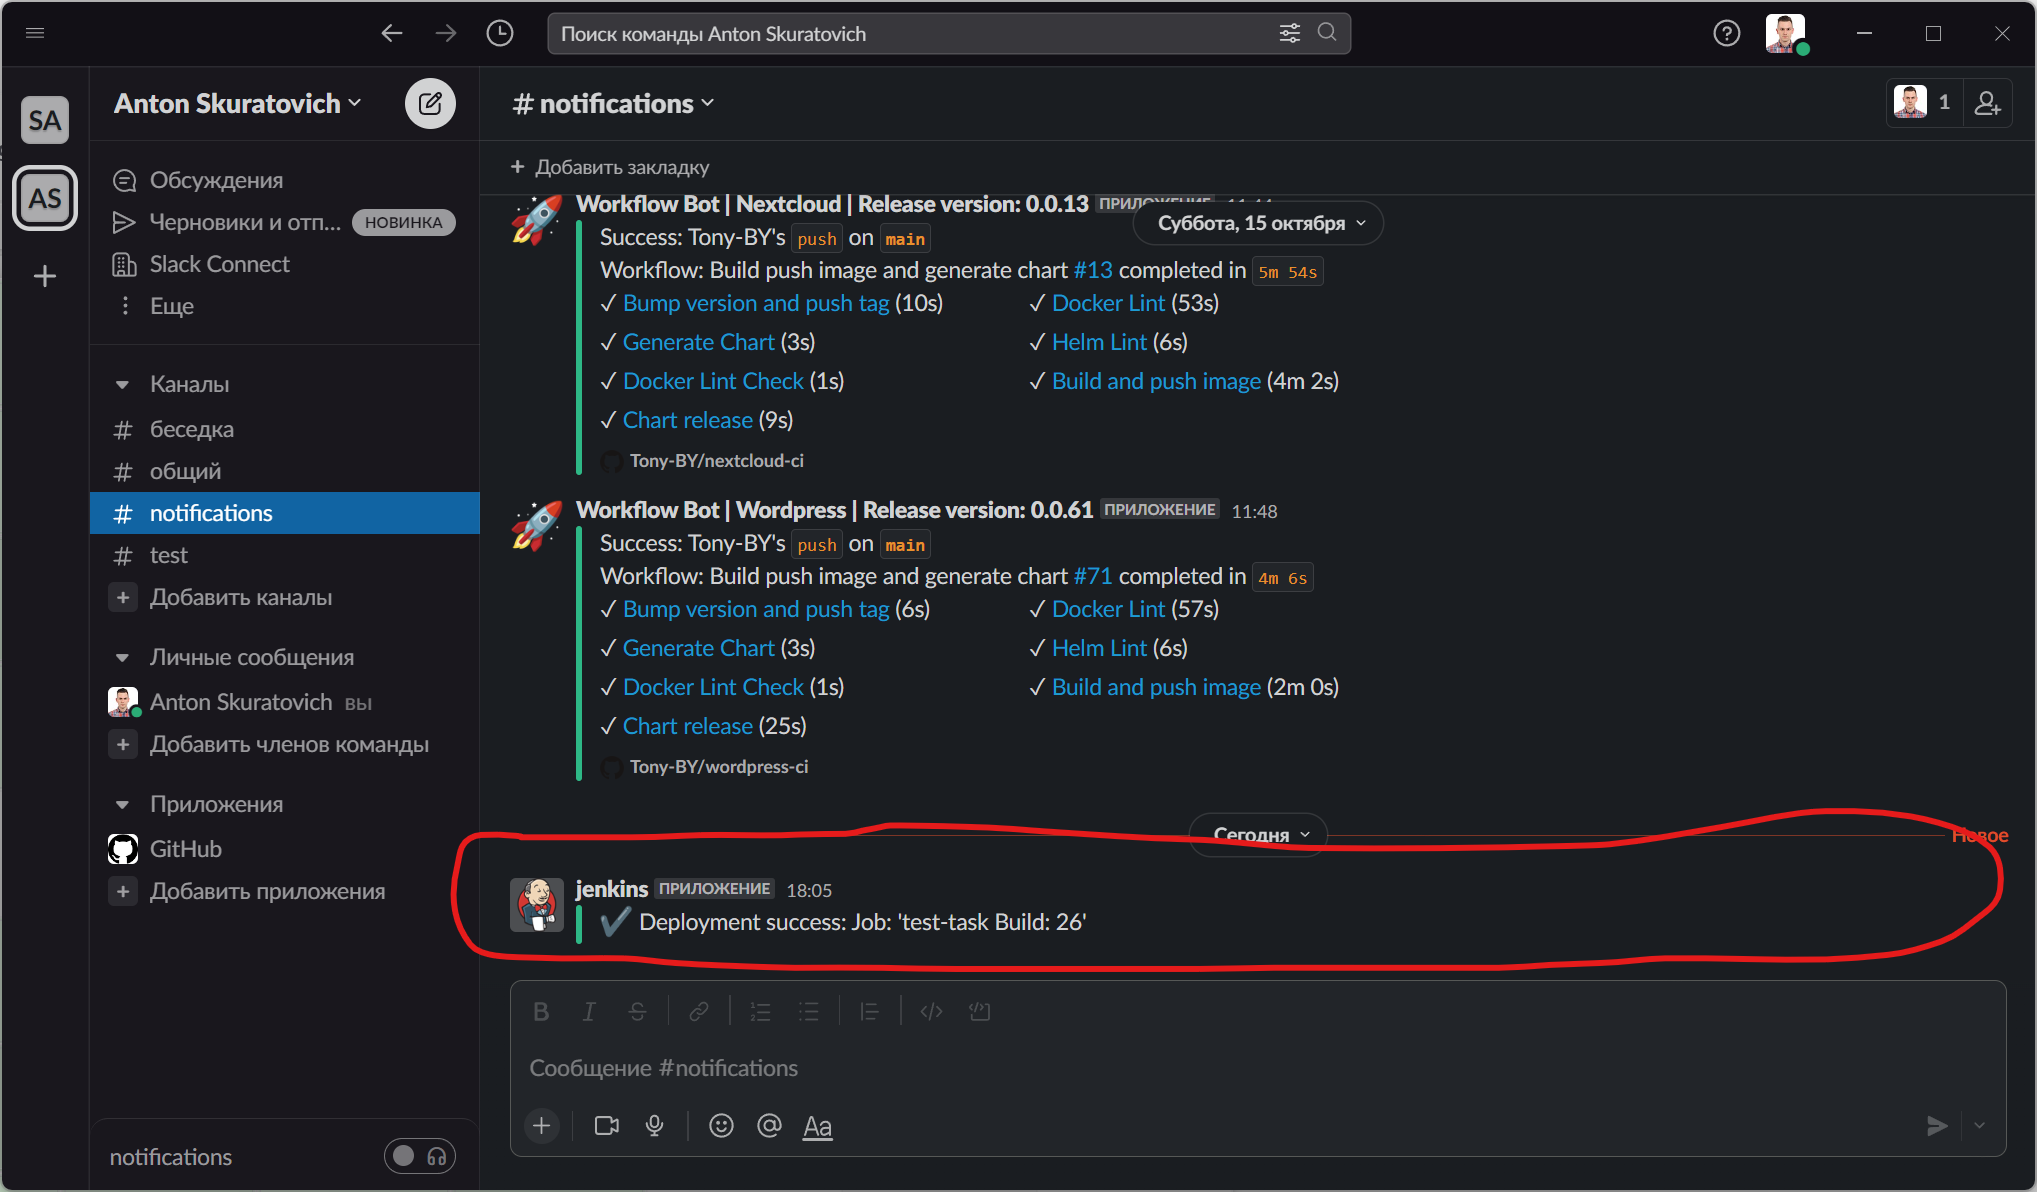 Поиск команды Anton Skuratovich
SA
AS
Anton Skuratovich
Обсуждения
Черновики и отп... НОВИНКА
Slack Connect
Еще
Каналы
# беседка
# общий
# notifications
# test
+ Добавить каналы
Личные сообщения
Anton Skuratovich вы
+ Добавить членов команды
Приложения
GitHub
+ Добавить приложения
notifications
# notifications
1
+ Добавить закладку
Workflow Bot | Nextcloud | Release version: 0.0.13 ПРИЛОЖЕНИЕ
Суббота, 15 октября
Success: Tony-BY's push on main
Workflow: Build push image and generate chart #13 completed in 5m 54s
✓ Bump version and push tag (10s) ✓ Docker Lint (53s)
✓ Generate Chart (3s) ✓ Helm Lint (6s)
✓ Docker Lint Check (1s) ✓ Build and push image (4m 2s)
✓ Chart release (9s)
Tony-BY/nextcloud-ci
Workflow Bot | Wordpress | Release version: 0.0.61 ПРИЛОЖЕНИЕ 11:48
Success: Tony-BY's push on main
Workflow: Build push image and generate chart #71 completed in 4m 6s
✓ Bump version and push tag (6s) ✓ Docker Lint (57s)
✓ Generate Chart (3s) ✓ Helm Lint (6s)
✓ Docker Lint Check (1s) ✓ Build and push image (2m 0s)
✓ Chart release (25s)
Tony-BY/wordpress-ci
Сегодня
Новое
jenkins ПРИЛОЖЕНИЕ 18:05
✔ Deployment success: Job: 'test-task Build: 26'
Сообщение #notifications
Aa